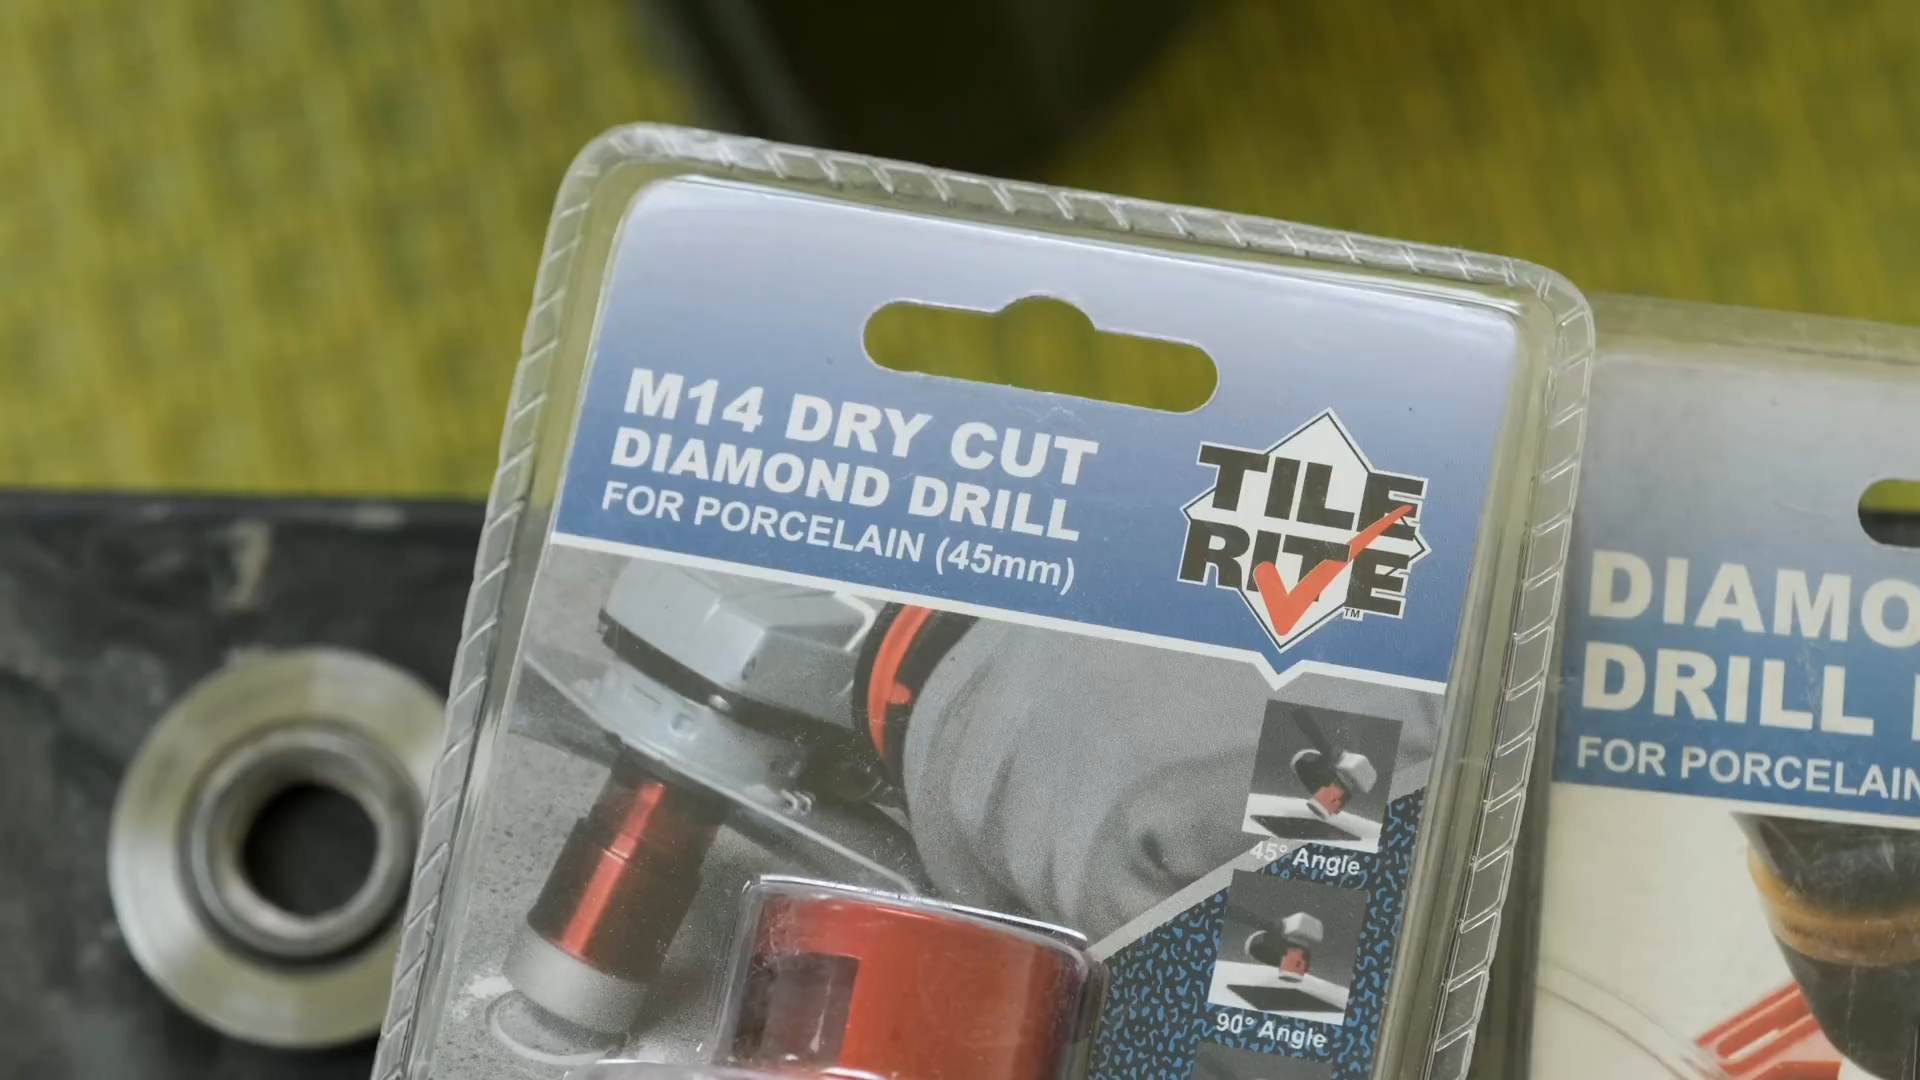 M14 DRY CUT
DIAMOND DRILL
FOR PORCELAIN (45mm)
TILE
RITE
TM
45° Angle
90° Angle
DIAMO
DRILL
FOR PORCELAIN